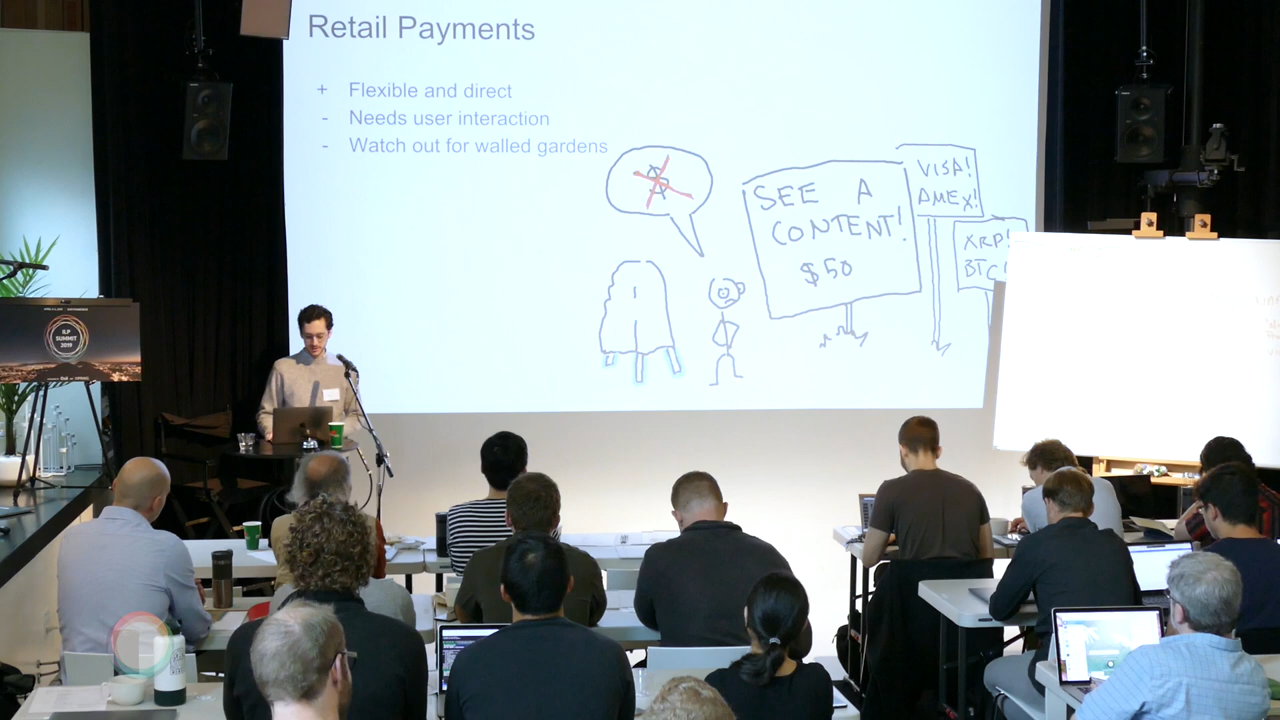 Retail Payments
+ Flexible and direct
- Needs user interaction
- Watch out for walled gardens
SEE A
CONTENT!
$50
VISA!
AMEX!
XRP!
BTC
ILP
SUMMIT
2019